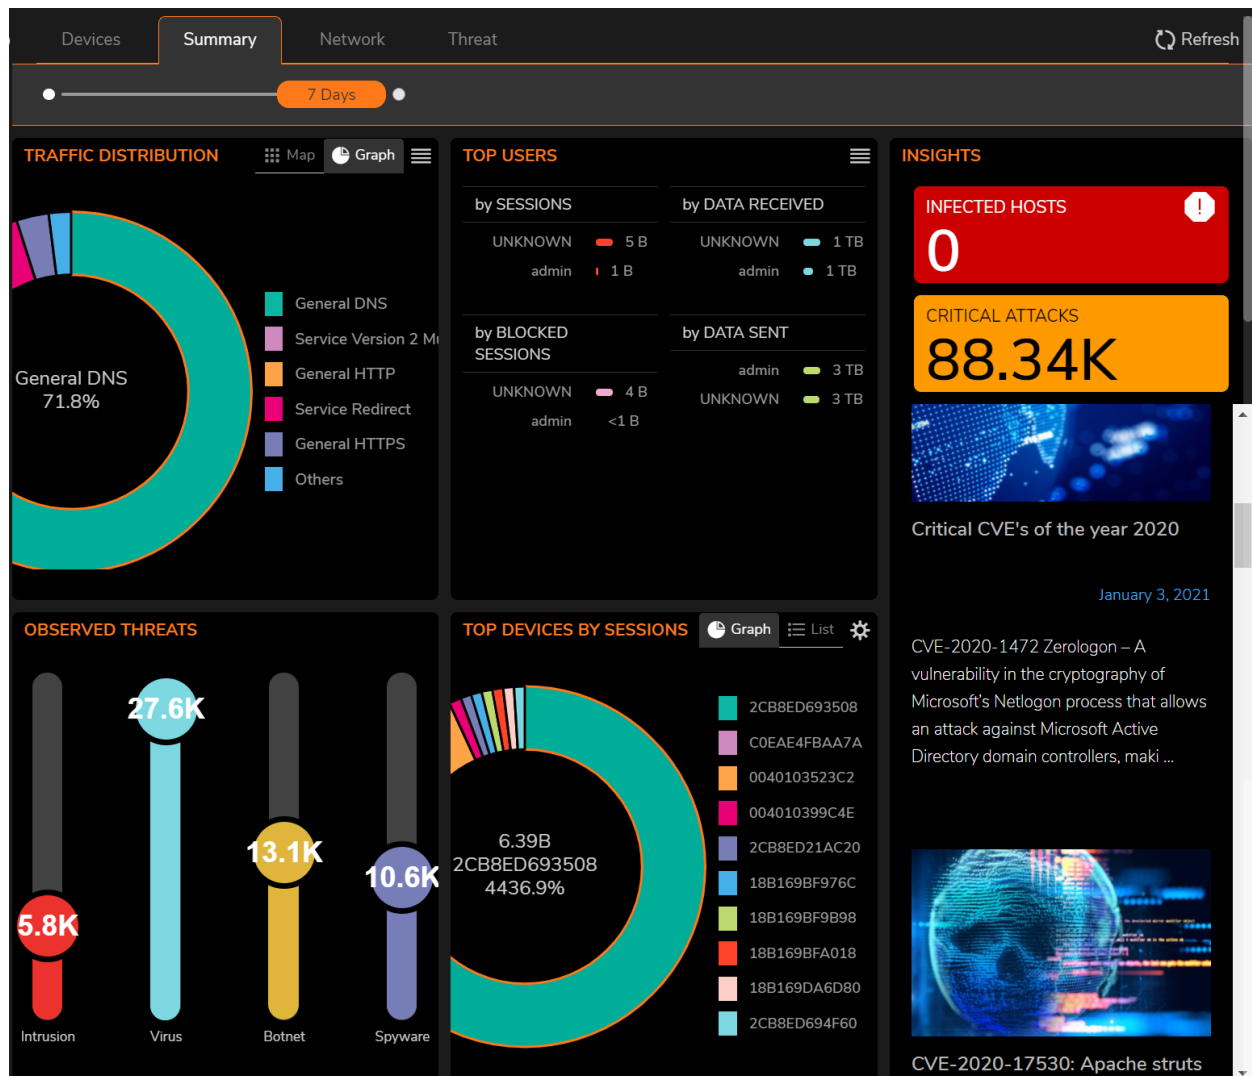 Devices
Summary
Network
Threat
Refresh
7 Days
TRAFFIC DISTRIBUTION
Map
Graph
General DNS
71.8%
General DNS
Service Version 2 Mu
General HTTP
Service Redirect
General HTTPS
Others
TOP USERS
by SESSIONS
UNKNOWN 5 B
admin 1 B
by DATA RECEIVED
UNKNOWN 1 TB
admin 1 TB
by BLOCKED
SESSIONS
UNKNOWN 4 B
admin <1 B
by DATA SENT
admin 3 TB
UNKNOWN 3 TB
INSIGHTS
INFECTED HOSTS
0
CRITICAL ATTACKS
88.34K
Critical CVE's of the year 2020
January 3, 2021
CVE-2020-1472 Zerologon – A
vulnerability in the cryptography of
Microsoft's Netlogon process that allows
an attack against Microsoft Active
Directory domain controllers, maki ...
CVE-2020-17530: Apache struts
OBSERVED THREATS
5.8K
27.6K
13.1K
10.6K
Intrusion
Virus
Botnet
Spyware
TOP DEVICES BY SESSIONS
Graph
List
6.39B
2CB8ED693508
4436.9%
2CB8ED693508
C0EAE4FBAA7A
0040103523C2
004010399C4E
2CB8ED21AC20
18B169BF976C
18B169BF9B98
18B169BFA018
18B169DA6D80
2CB8ED694F60